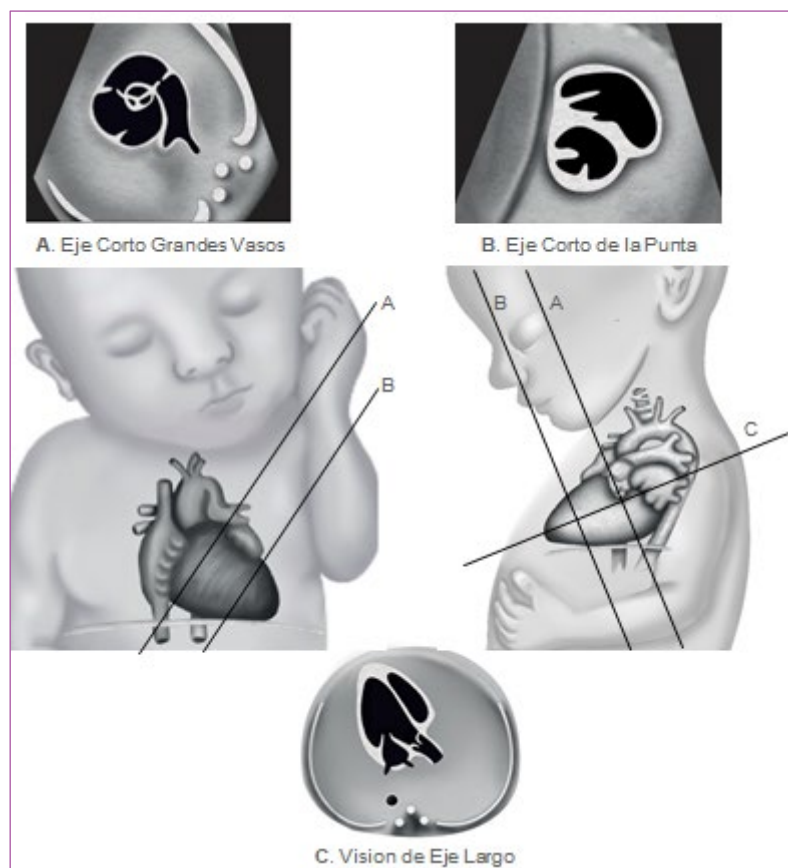 A. Eje Corto Grandes Vasos
B. Eje Corto de la Punta
A
B
B
A
C
C. Vision de Eje Largo